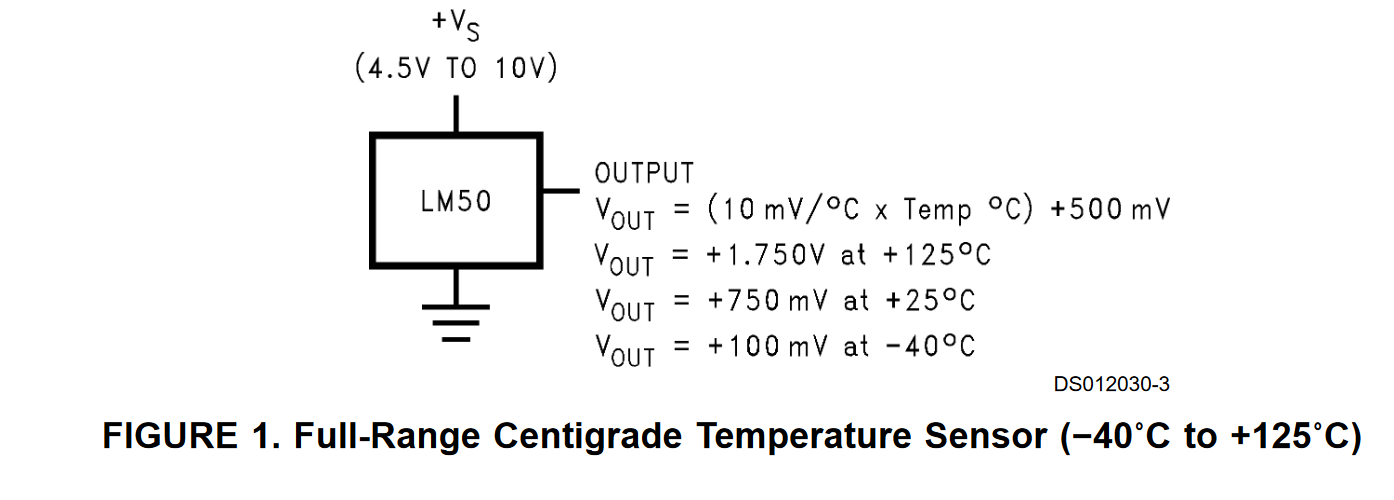 +VS
(4.5V TO 10V)
LM50
OUTPUT
VOUT = (10 mV/°C x Temp °C) +500 mV
VOUT = +1.750V at +125°C
VOUT = +750 mV at +25°C
VOUT = +100 mV at −40°C
DS012030-3
FIGURE 1. Full-Range Centigrade Temperature Sensor (−40˚C to +125˚C)